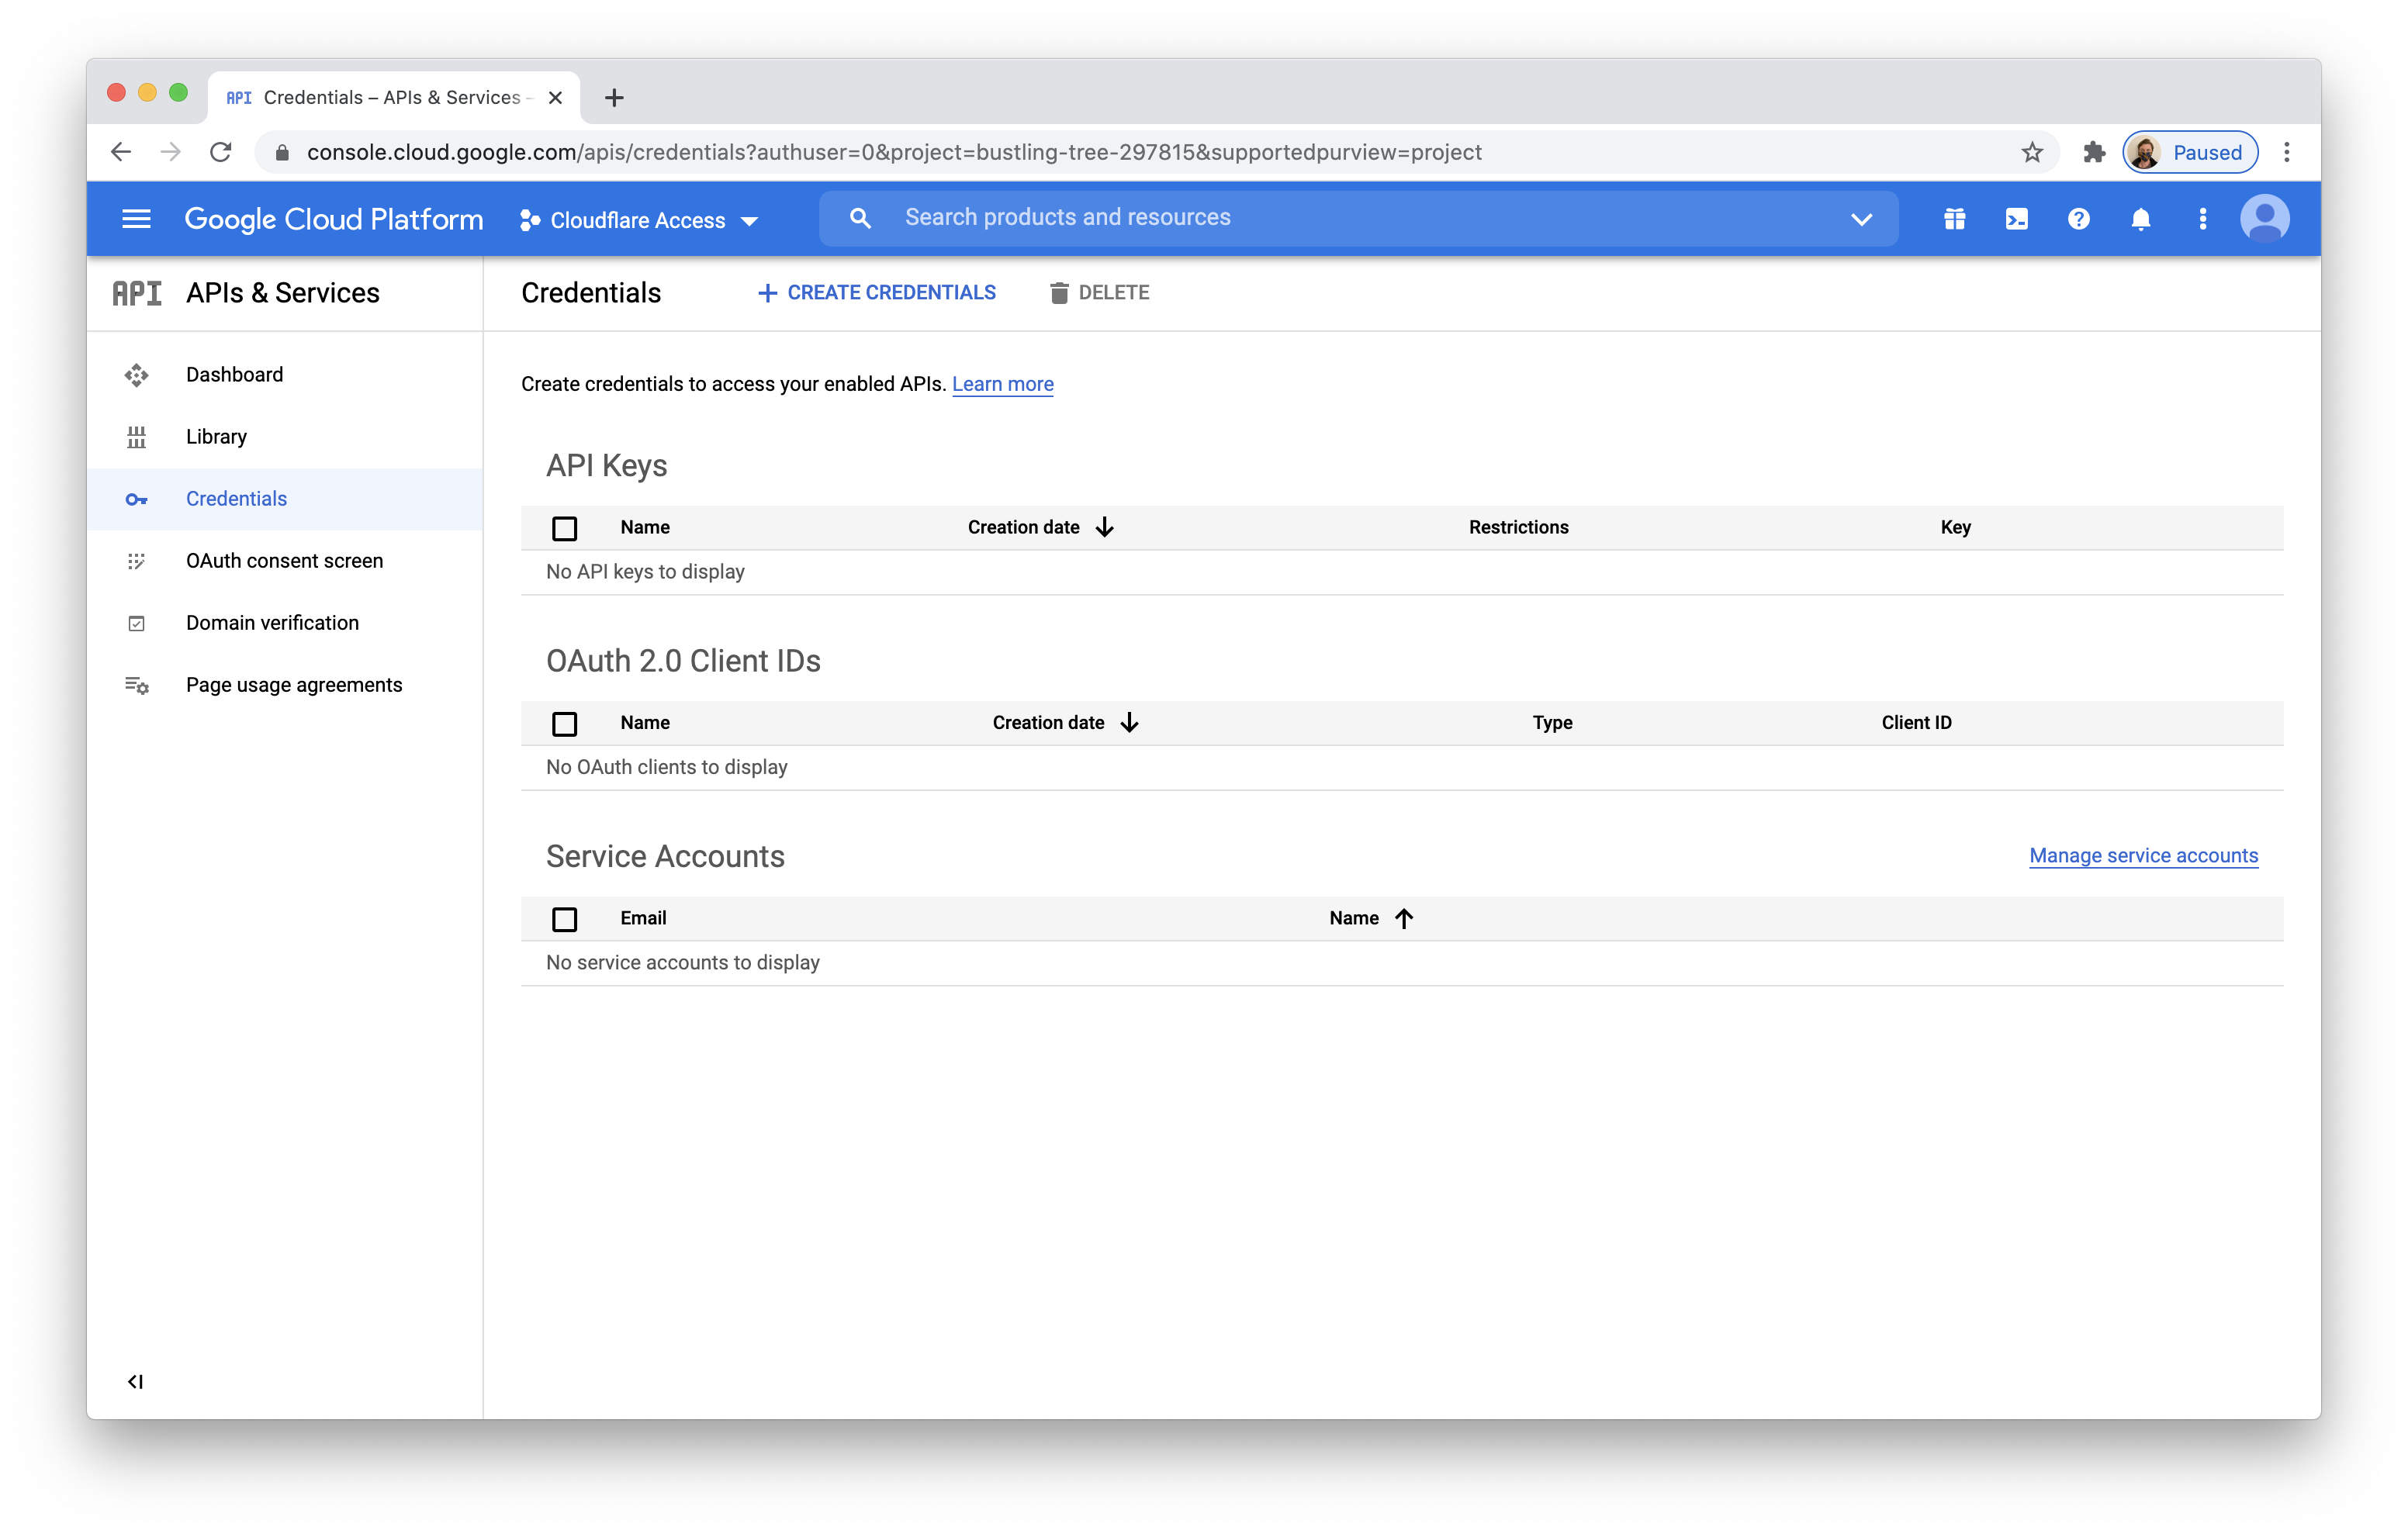 API Credentials – APIs & Services –
console.cloud.google.com/apis/credentials?authuser=0&project=bustling-tree-297815&supportedpurview=project
Paused
Google Cloud Platform
Cloudflare Access
Search products and resources
API APIs & Services
Credentials
CREATE CREDENTIALS
DELETE
Dashboard
Library
Credentials
OAuth consent screen
Domain verification
Page usage agreements
Create credentials to access your enabled APIs. Learn more
API Keys
Name Creation date Restrictions Key
No API keys to display
OAuth 2.0 Client IDs
Name Creation date Type Client ID
No OAuth clients to display
Service Accounts
Manage service accounts
Email Name
No service accounts to display